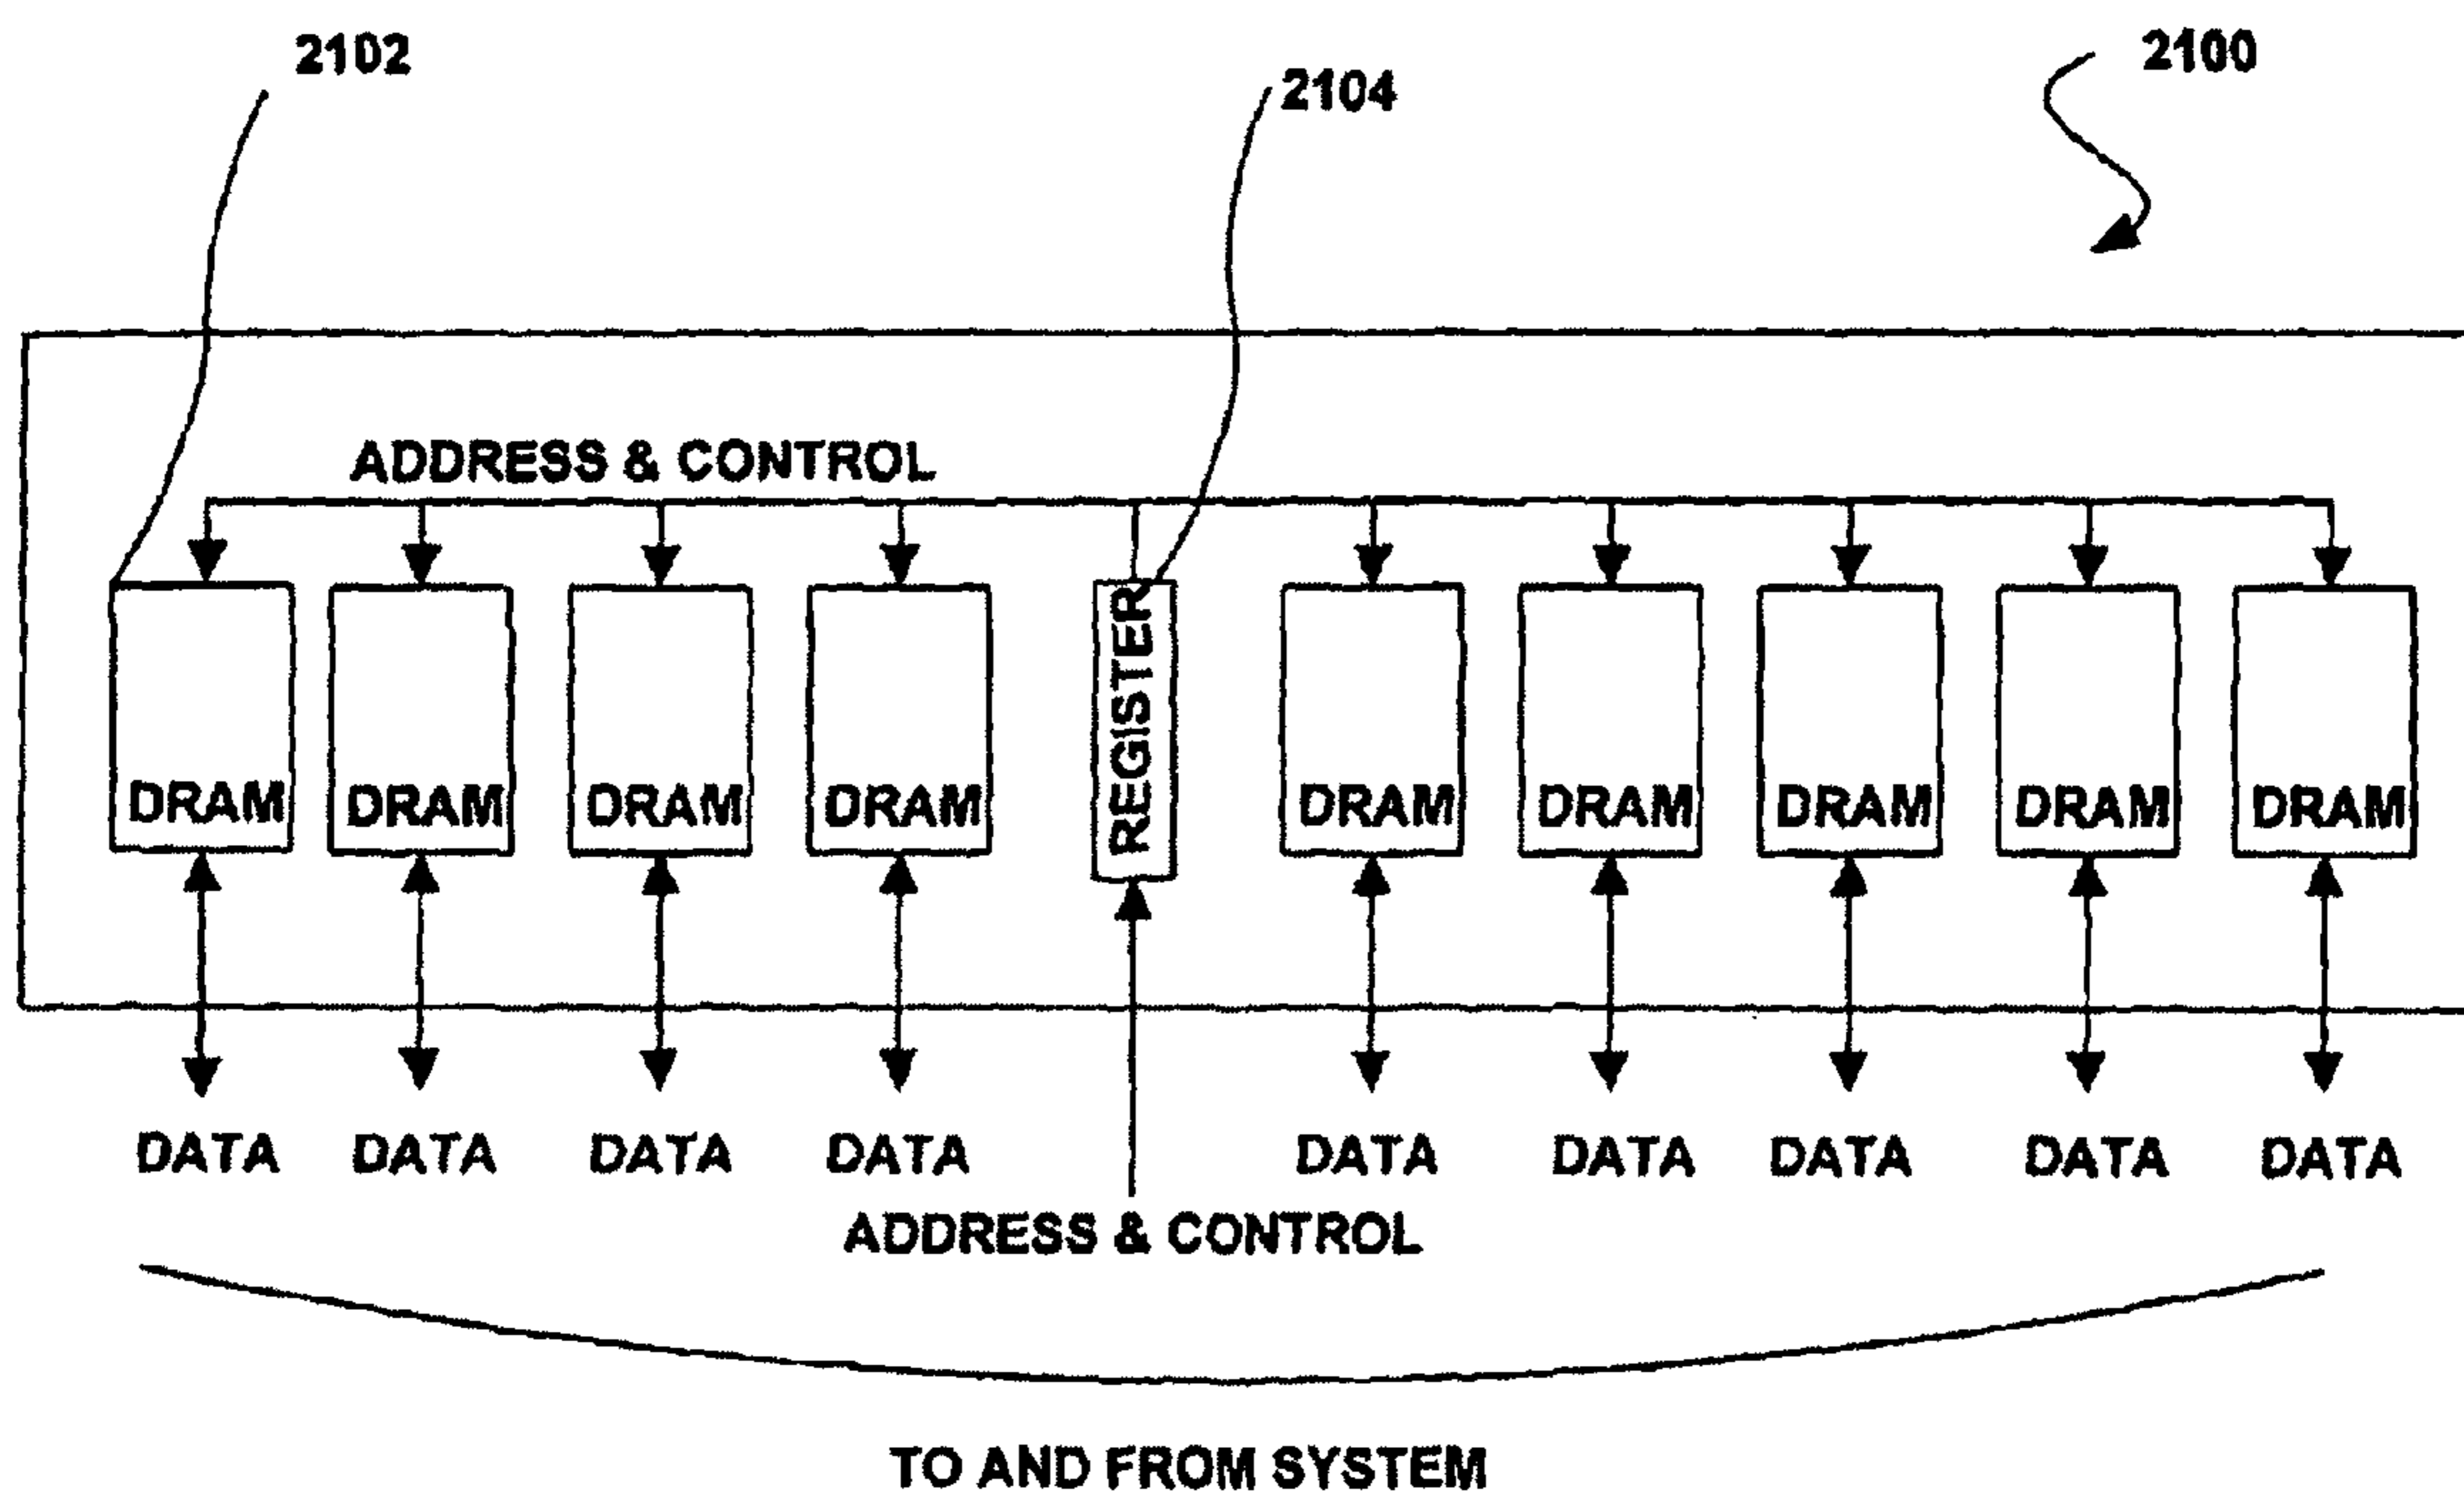 2102
2104
2100
ADDRESS & CONTROL
DRAM
DRAM
DRAM
DRAM
REGISTER
DRAM
DRAM
DRAM
DRAM
DRAM
DATA
DATA
DATA
DATA
DATA
DATA
DATA
DATA
DATA
ADDRESS & CONTROL
TO AND FROM SYSTEM